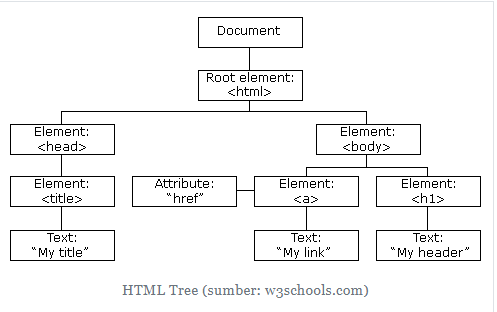 Document
Root element:
<html>
Element:
<head>
Element:
<body>
Element:
<title>
Attribute:
“href”
Element:
<a>
Element:
<h1>
Text:
“My title”
Text:
“My link”
Text:
“My header”
HTML Tree (sumber: w3schools.com)